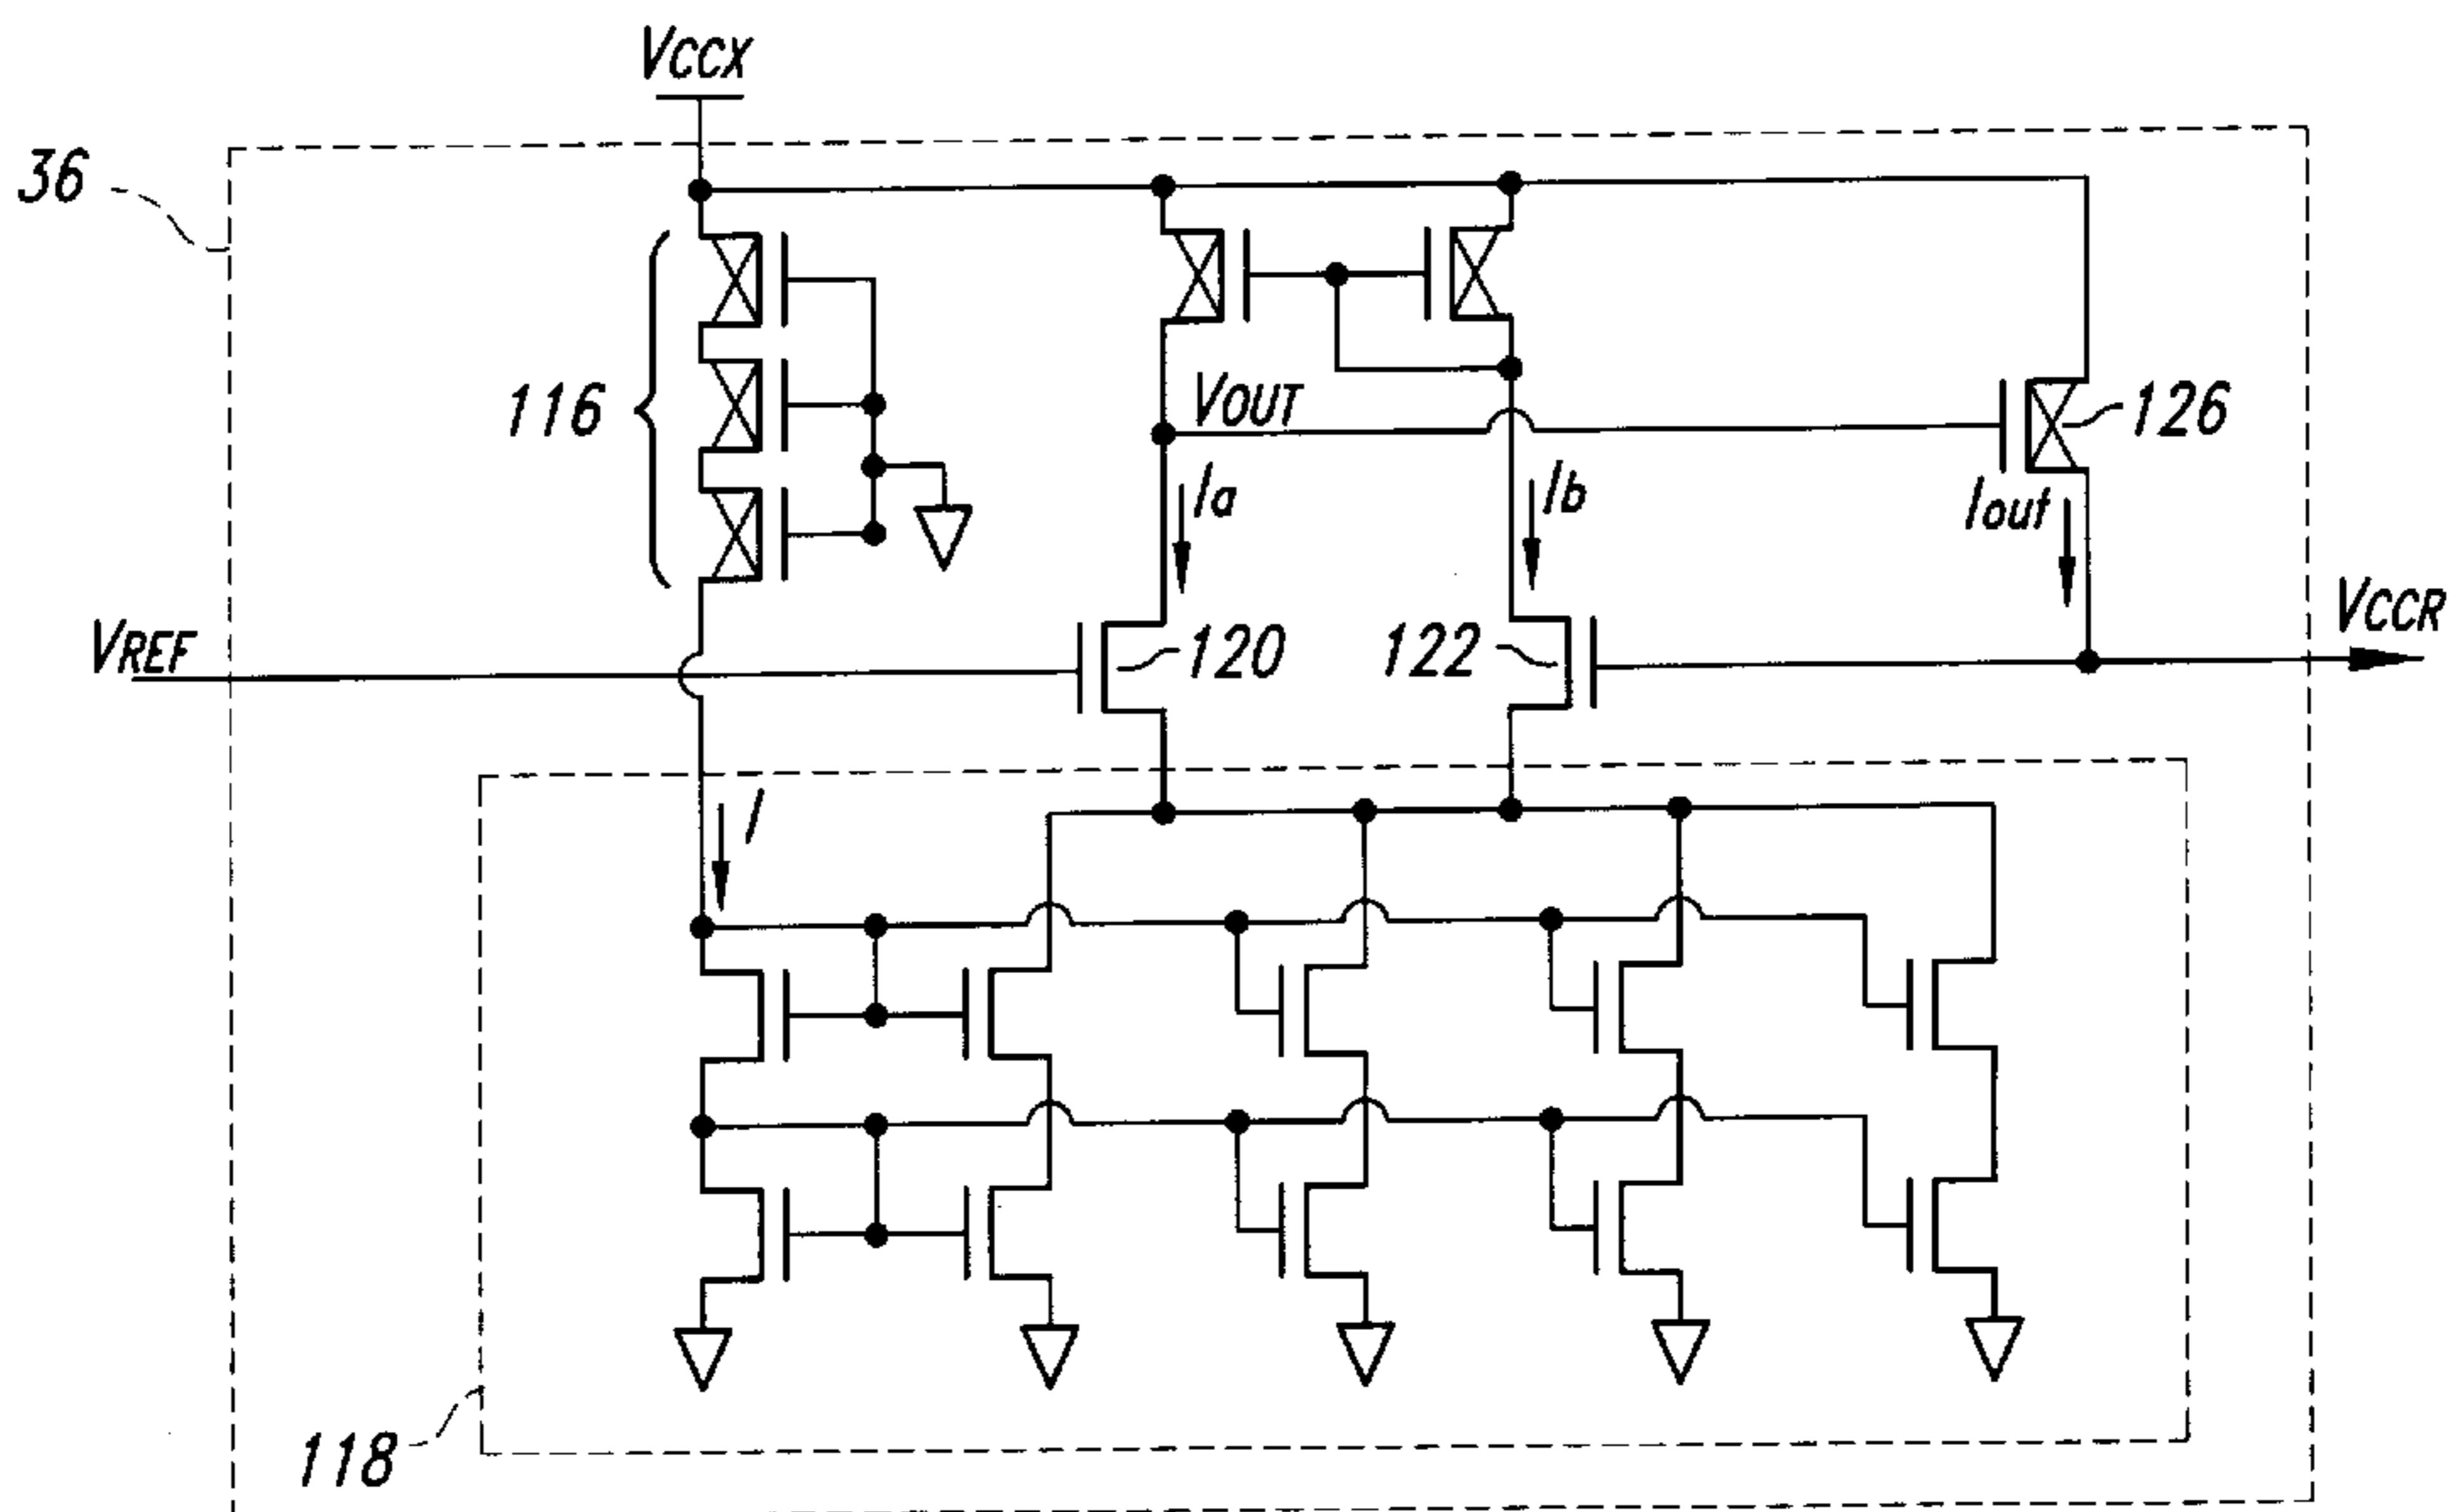 VCCX
36
116
VOUT
126
Ia
Ib
Iout
VREF
120
122
VCCR
I
118